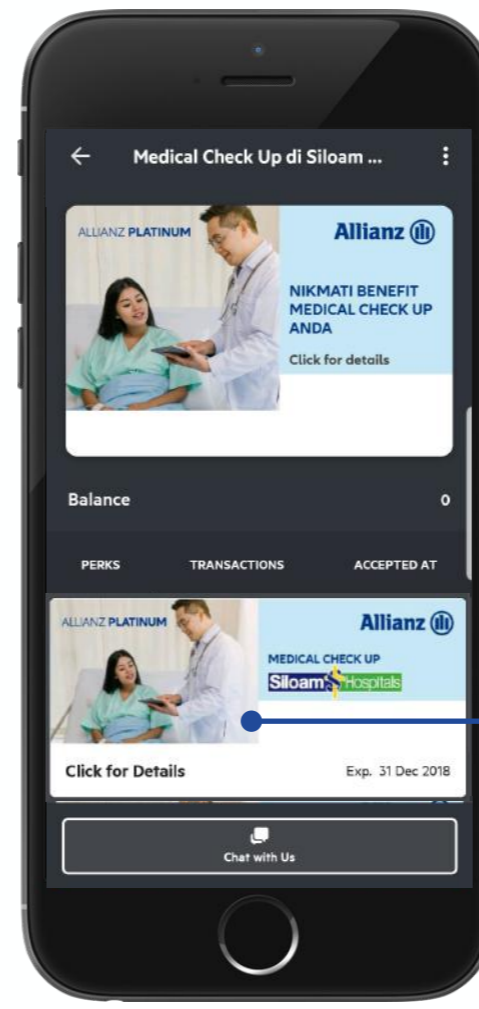 Medical Check Up di Siloam ...
ALLIANZ PLATINUM
Allianz
NIKMATI BENEFIT
MEDICAL CHECK UP
ANDA
Click for details
Balance 0
PERKS TRANSACTIONS ACCEPTED AT
ALLIANZ PLATINUM
Allianz
MEDICAL CHECK UP
Siloam Hospitals
Click for Details Exp. 31 Dec 2018
Chat with Us